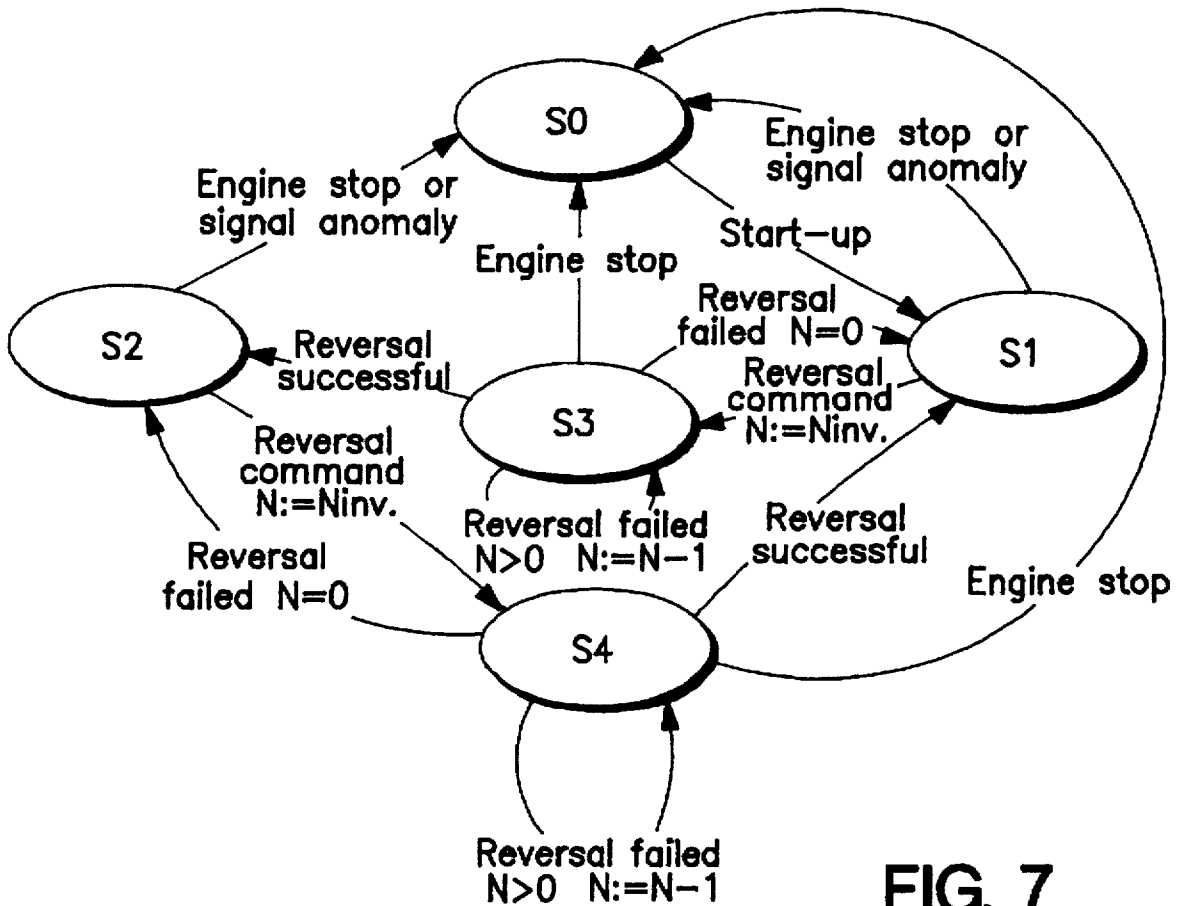 S0
Engine stop or
signal anomaly
Engine stop or
signal anomaly
Start-up
Engine stop
Reversal
failed N=0
S2
S1
Reversal
successful
Reversal
command
N:=Ninv.
S3
Reversal
command
N:=Ninv.
Reversal failed
N>0 N:=N-1
Reversal
successful
Reversal
failed N=0
Engine stop
S4
Reversal failed
N>0 N:=N-1
FIG. 7